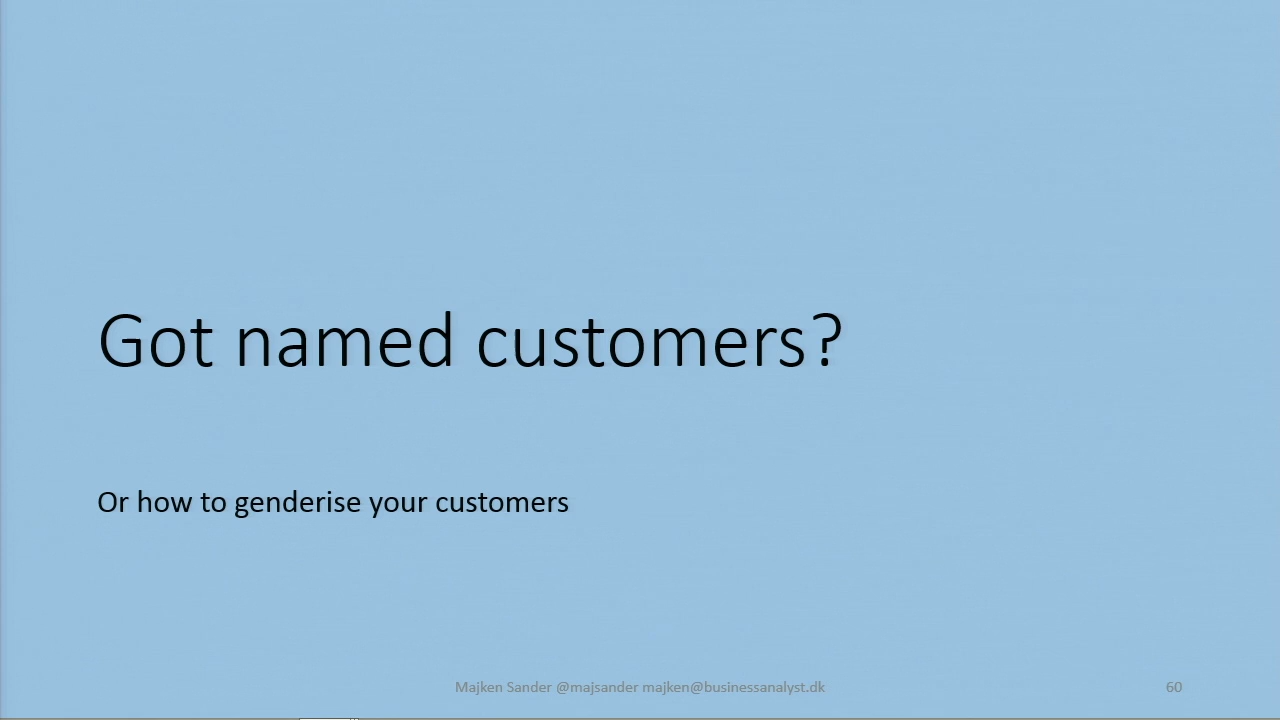 Got named customers?
Or how to genderise your customers
Majken Sander @majsander majken@businessanalyst.dk
60